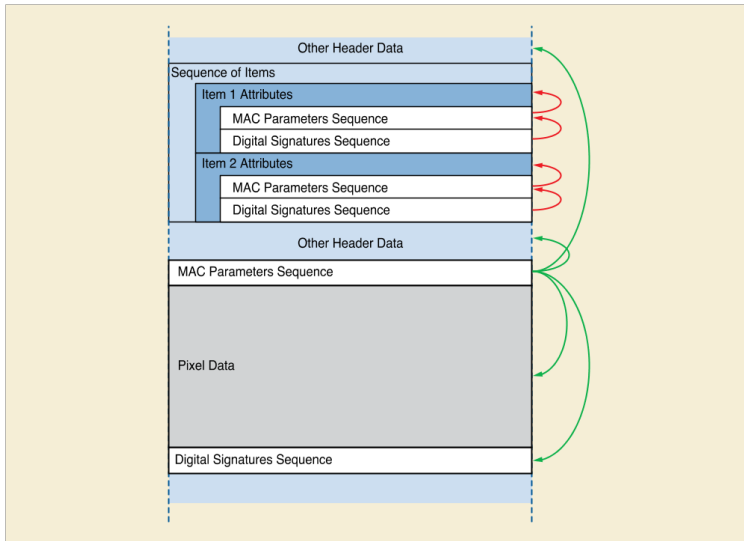 Other Header Data
Sequence of Items
Item 1 Attributes
MAC Parameters Sequence
Digital Signatures Sequence
Item 2 Attributes
MAC Parameters Sequence
Digital Signatures Sequence
Other Header Data
MAC Parameters Sequence
Pixel Data
Digital Signatures Sequence